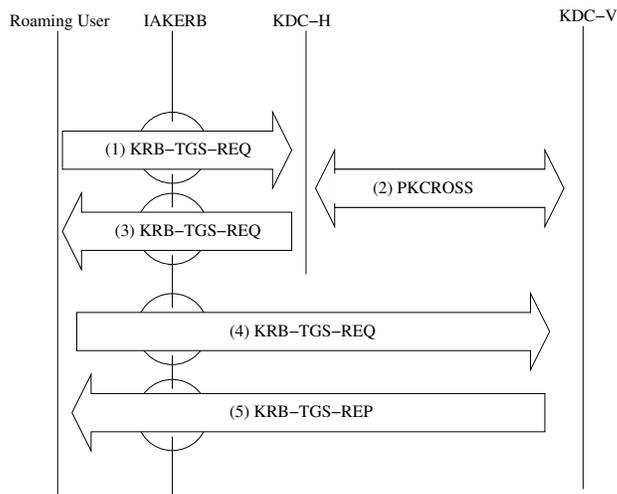 Roaming User
IAKERB
KDC−H
KDC−V
(1) KRB−TGS−REQ
(2) PKCROSS
(3) KRB−TGS−REQ
(4) KRB−TGS−REQ
(5) KRB−TGS−REP